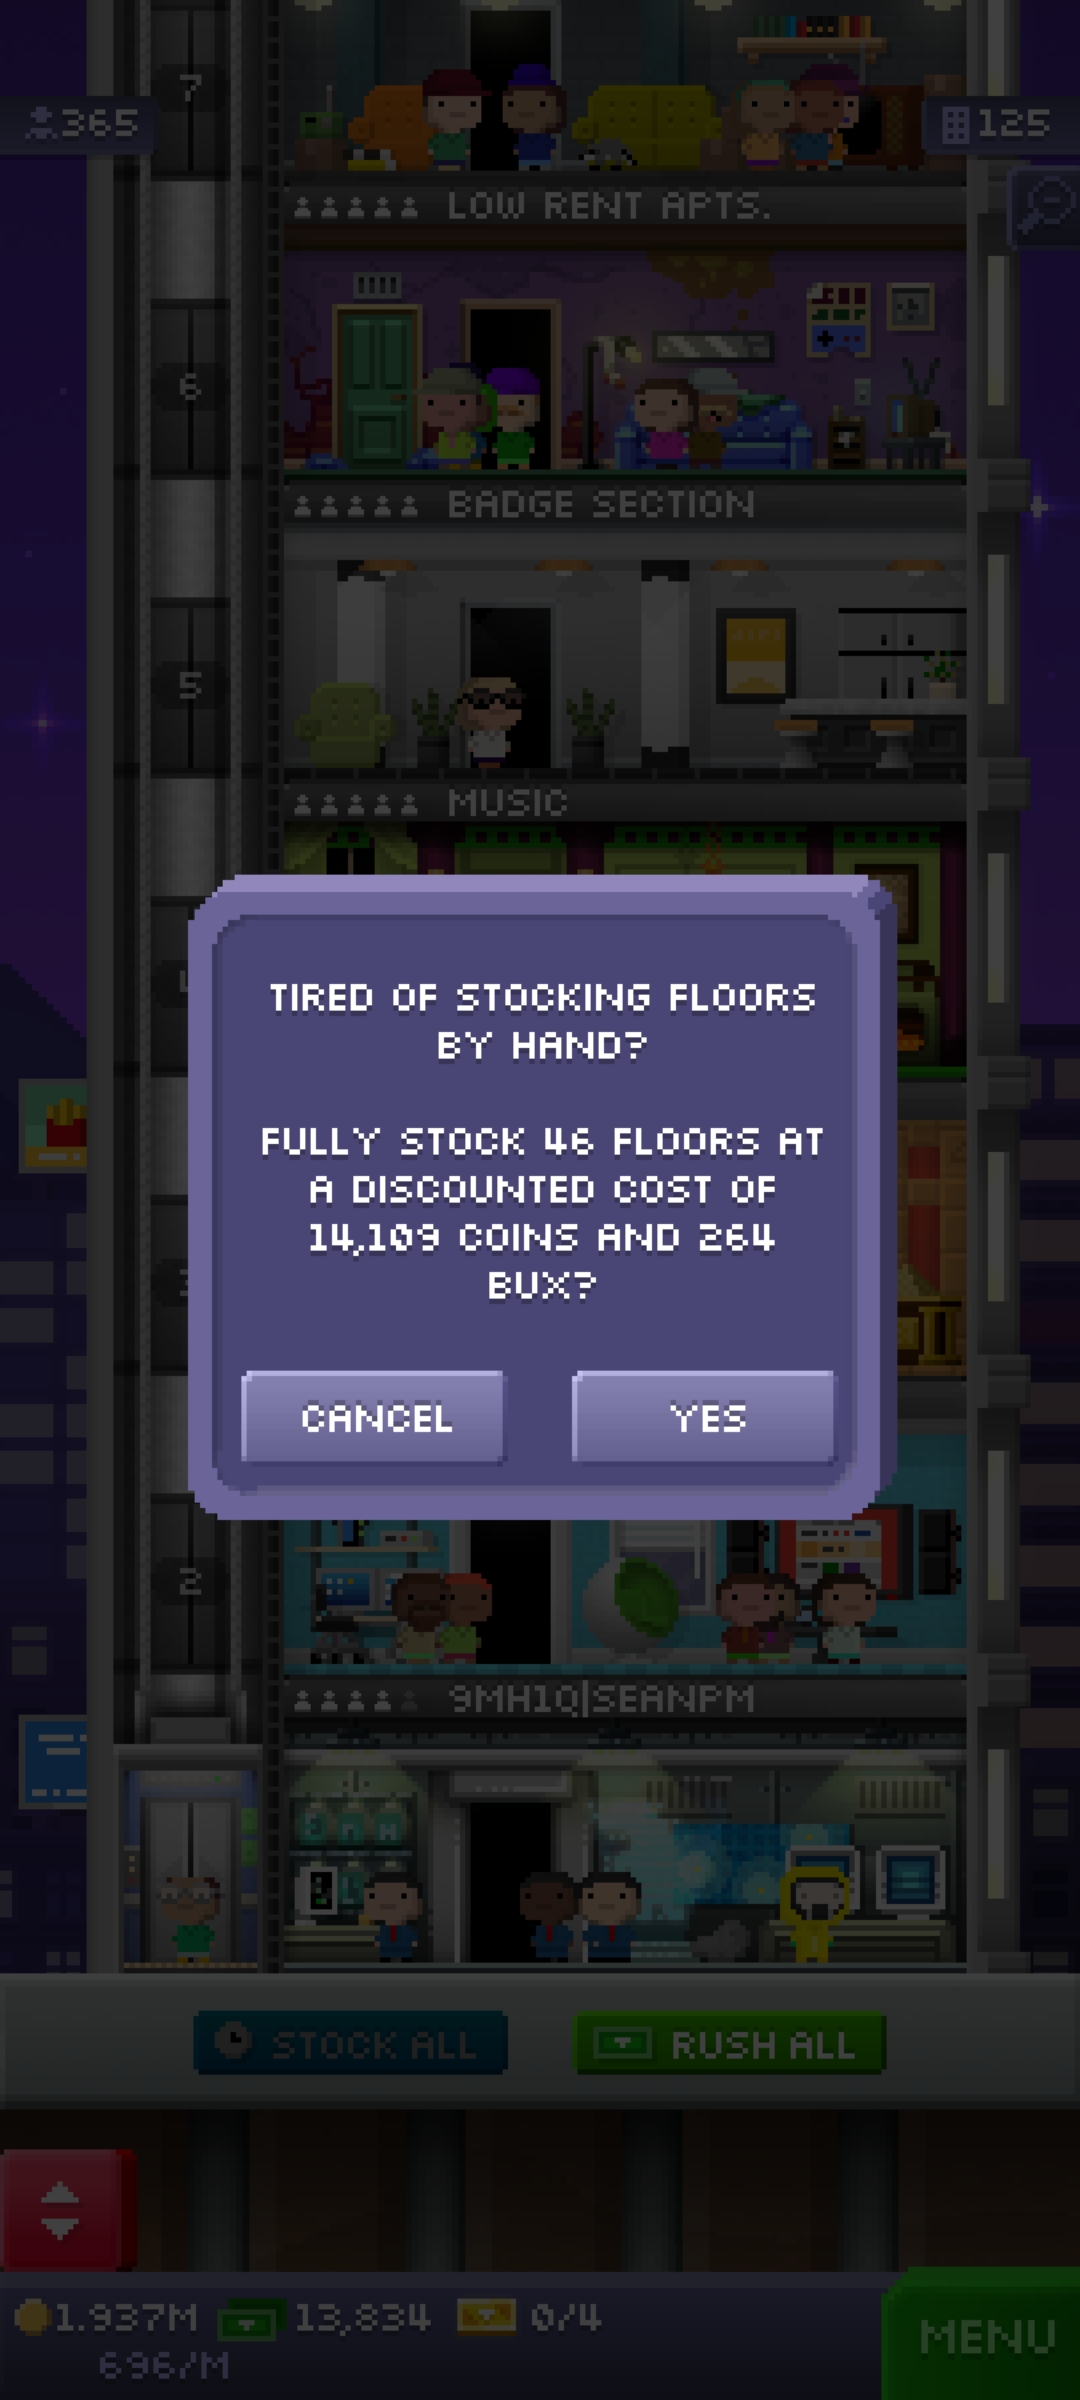 7
365
125
LOW RENT APTS.
6
BADGE SECTION
5
MUSIC
TIRED OF STOCKING FLOORS
BY HAND?
FULLY STOCK 46 FLOORS AT
A DISCOUNTED COST OF
14,109 COINS AND 264
BUX?
CANCEL
YES
2
9MH1Q|SEANPM
STOCK ALL
RUSH ALL
1.937M
13,834
0/4
696/M
MENU